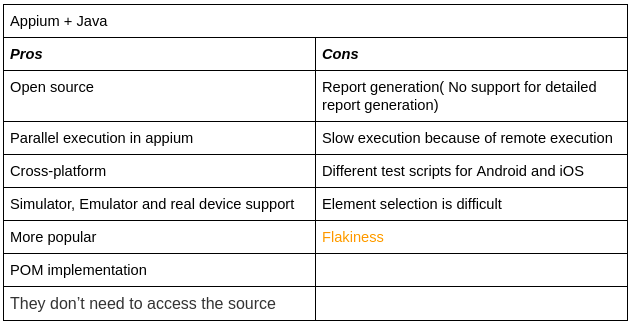 Appium + Java
Pros
Cons
Open source
Report generation( No support for detailed
report generation)
Parallel execution in appium
Slow execution because of remote execution
Cross-platform
Different test scripts for Android and iOS
Simulator, Emulator and real device support
Element selection is difficult
More popular
Flakiness
POM implementation
They don’t need to access the source